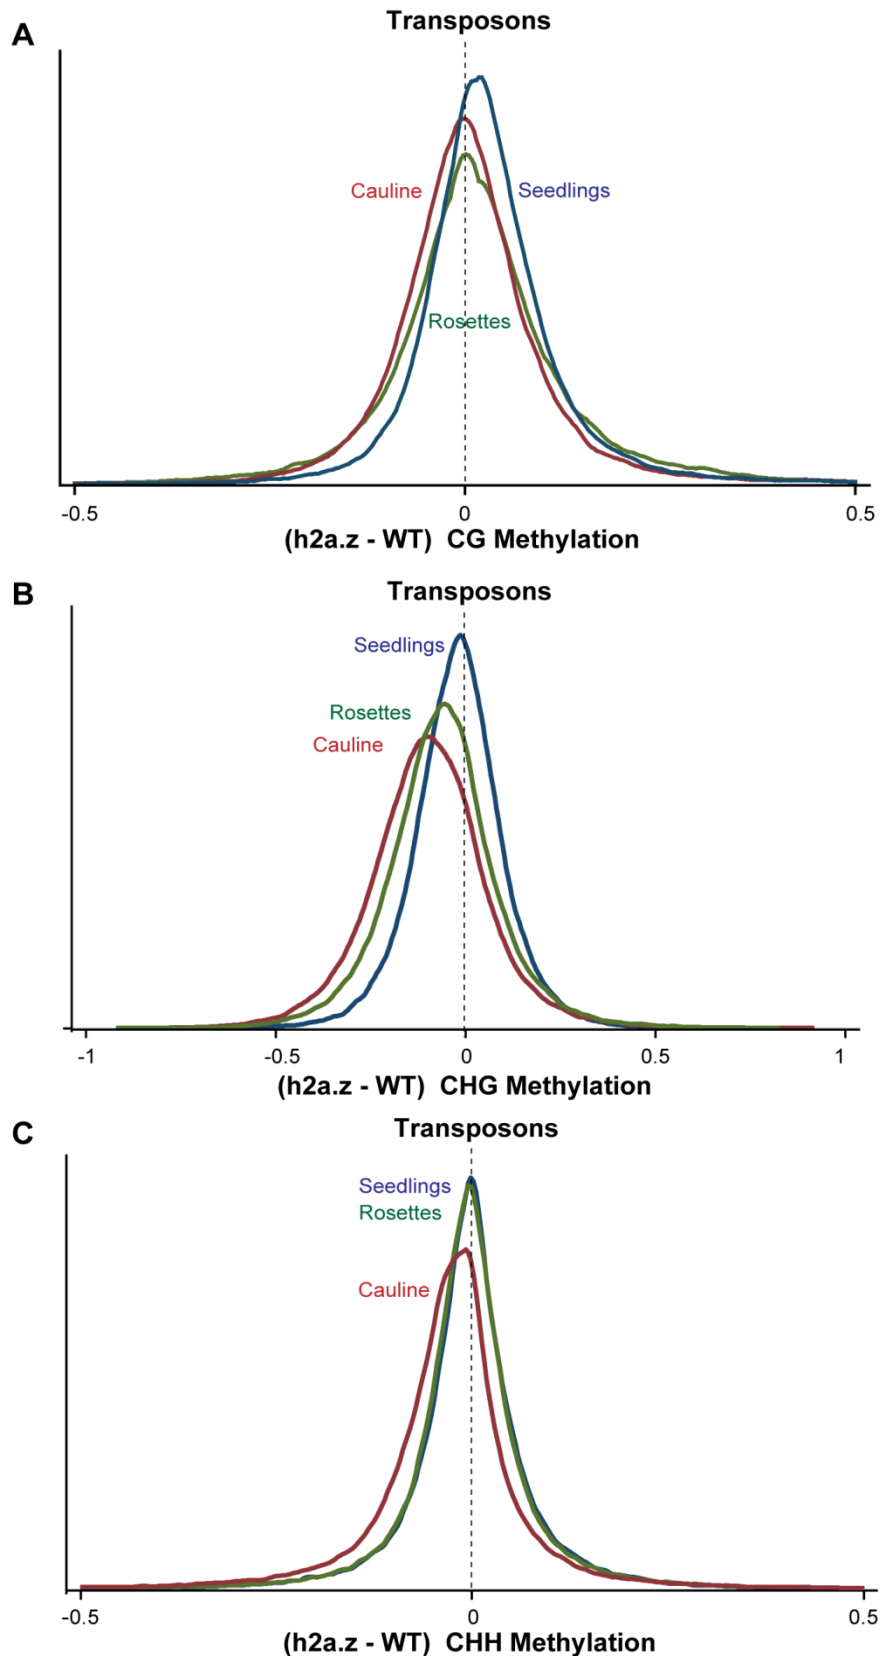 A
Transposons
Cauline
Seedlings
Rosettes
-0.5
0
0.5
(h2a.z - WT) CG Methylation
B
Transposons
Seedlings
Rosettes
Cauline
-1
-0.5
0
0.5
1
(h2a.z - WT) CHG Methylation
C
Transposons
Seedlings
Rosettes
Cauline
-0.5
0
0.5
(h2a.z - WT) CHH Methylation